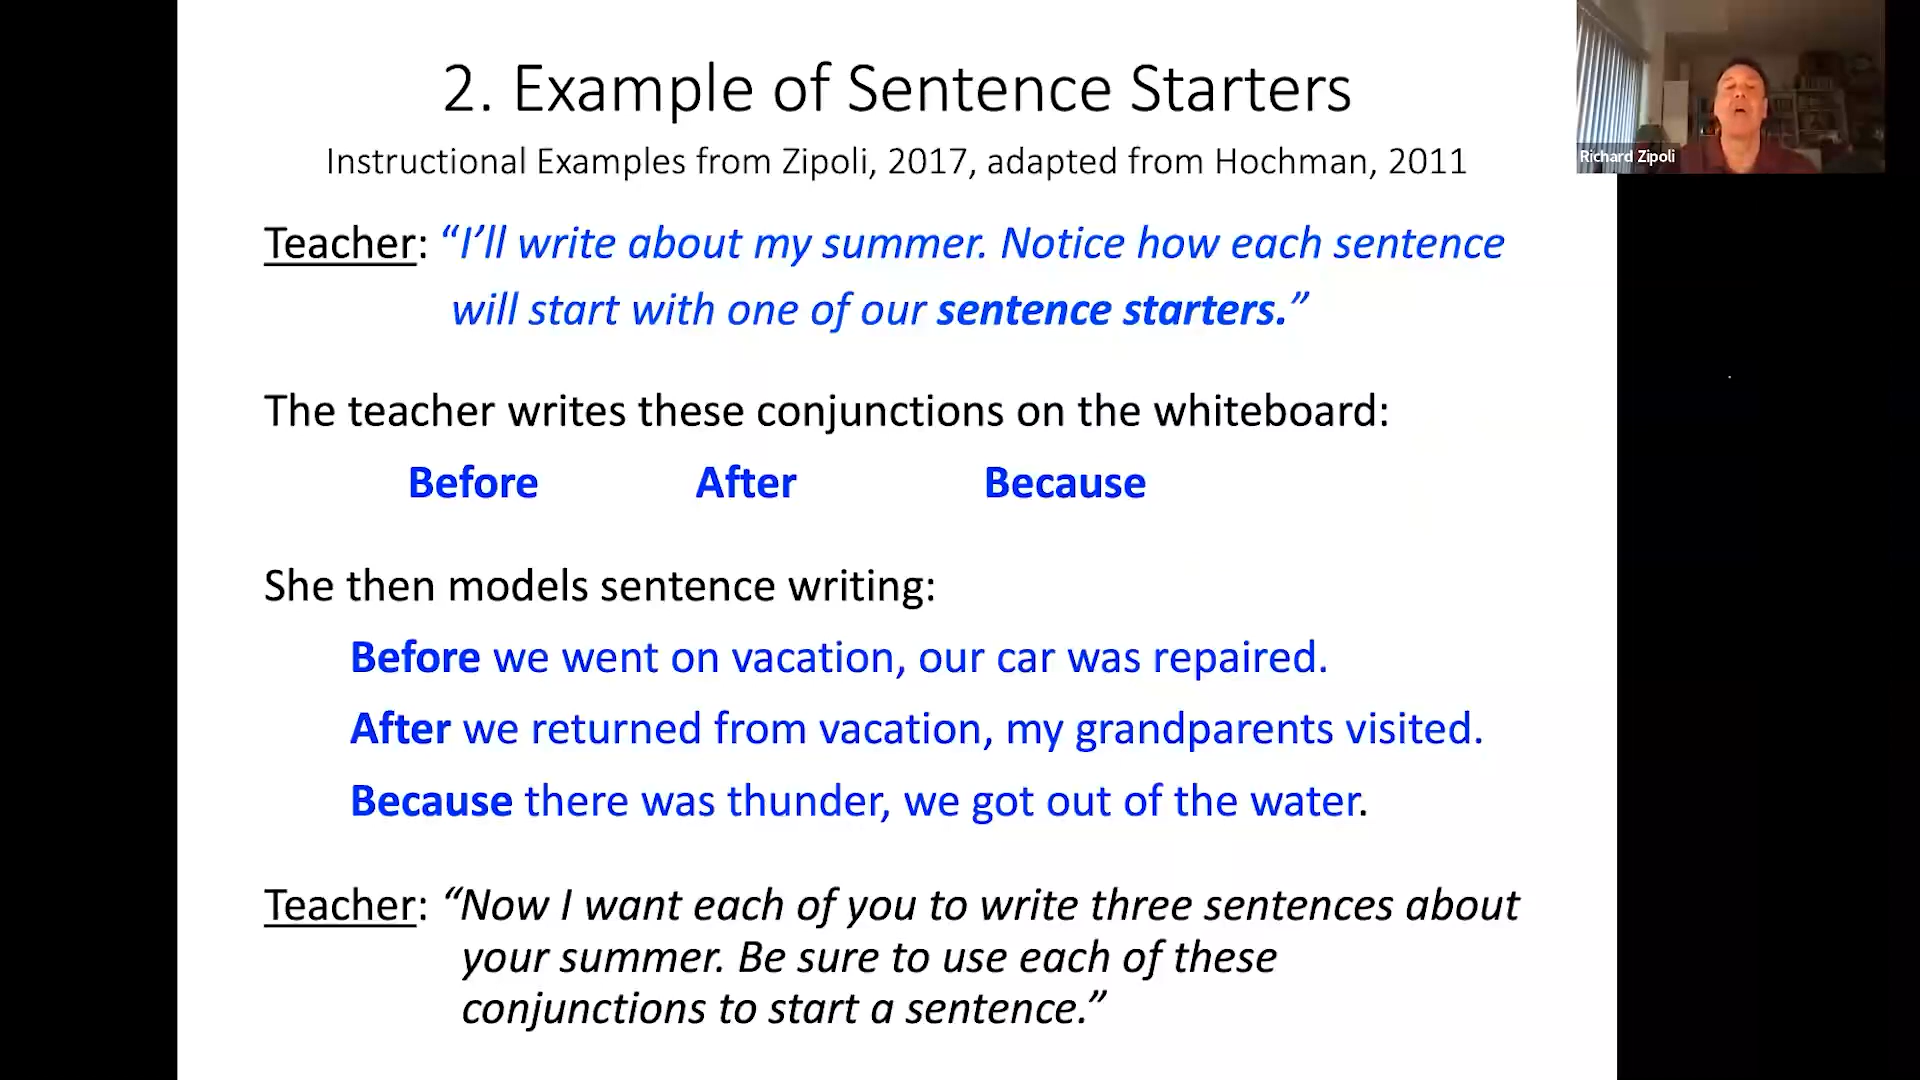 2. Example of Sentence Starters
Instructional Examples from Zipoli, 2017, adapted from Hochman, 2011
Richard Zipoli
Teacher: “I’ll write about my summer. Notice how each sentence
will start with one of our sentence starters.”
The teacher writes these conjunctions on the whiteboard:
Before After Because
She then models sentence writing:
Before we went on vacation, our car was repaired.
After we returned from vacation, my grandparents visited.
Because there was thunder, we got out of the water.
Teacher: “Now I want each of you to write three sentences about
your summer. Be sure to use each of these
conjunctions to start a sentence.”